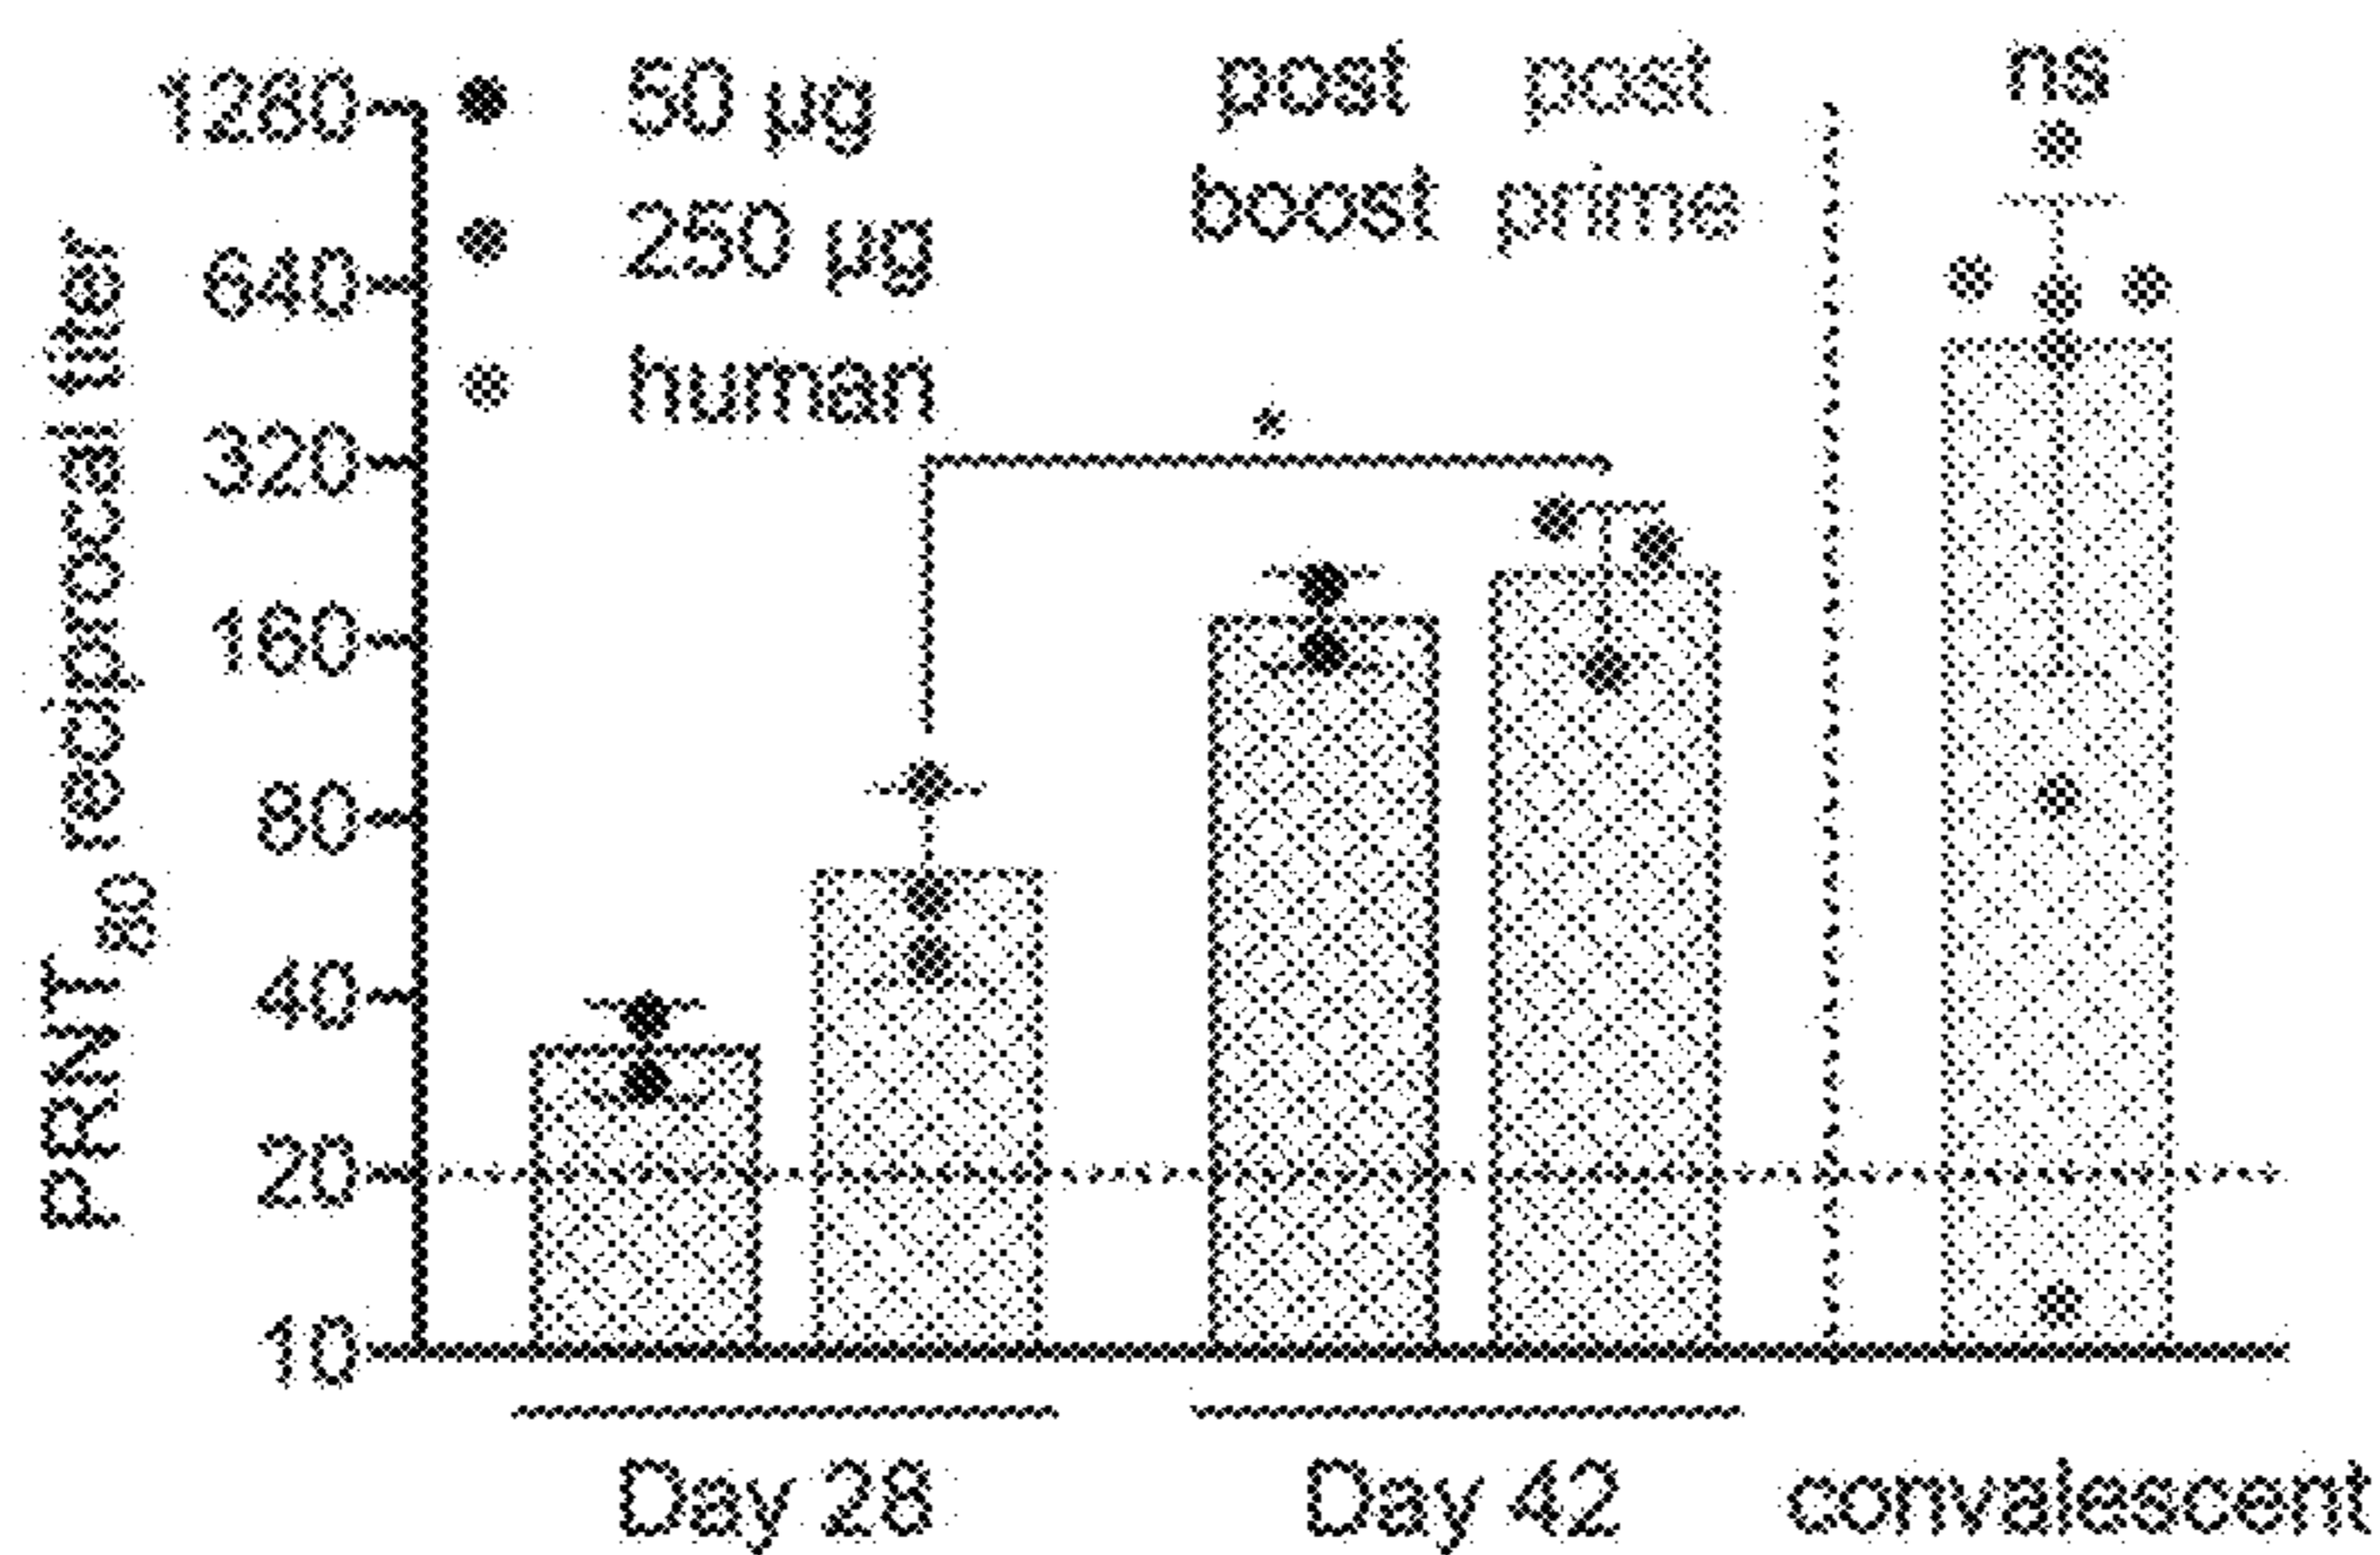 PRNT80 reciprocal titer
1280
640
320
160
80
40
20
10
50 µg
250 µg
human
post boost
post prime
ns
*
Day 28
Day 42
convalescent